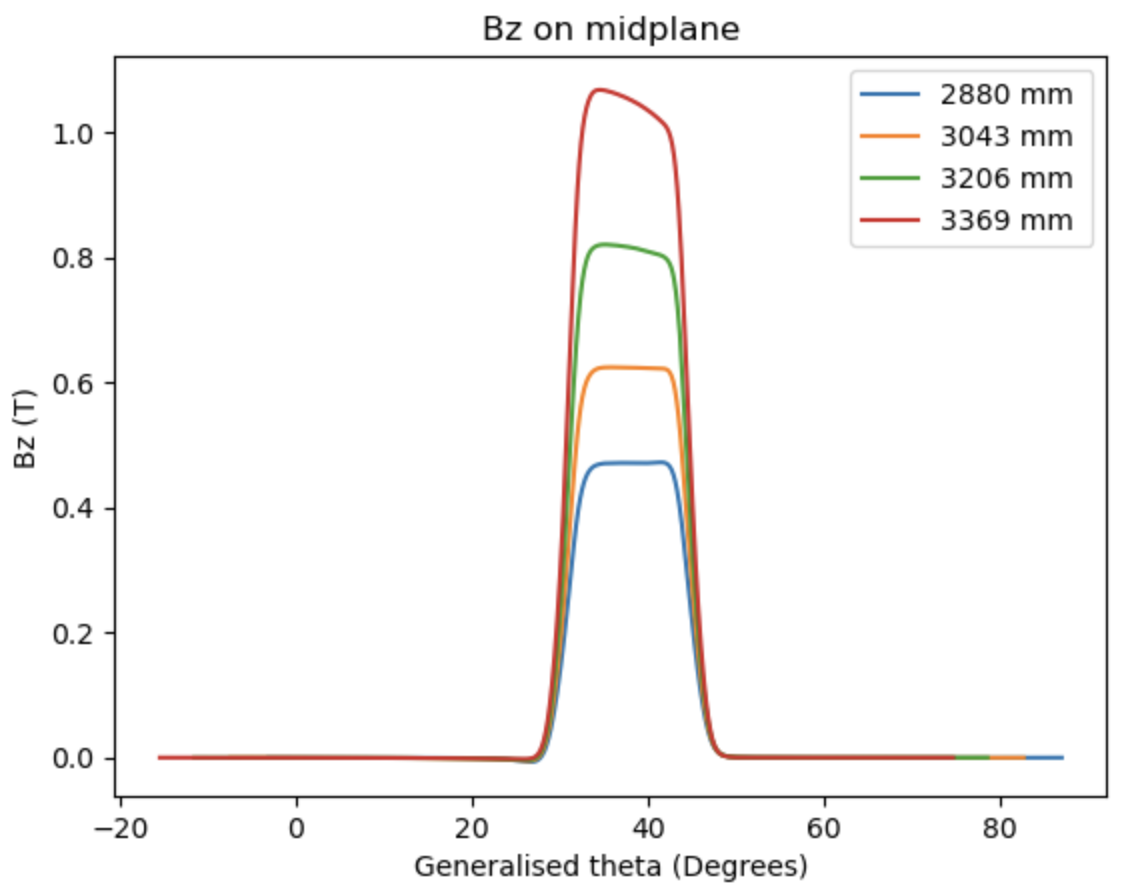 Bz on midplane
2880 mm
3043 mm
3206 mm
3369 mm
1.0
0.8
0.6
0.4
0.2
0.0
Bz (T)
−20
0
20
40
60
80
Generalised theta (Degrees)